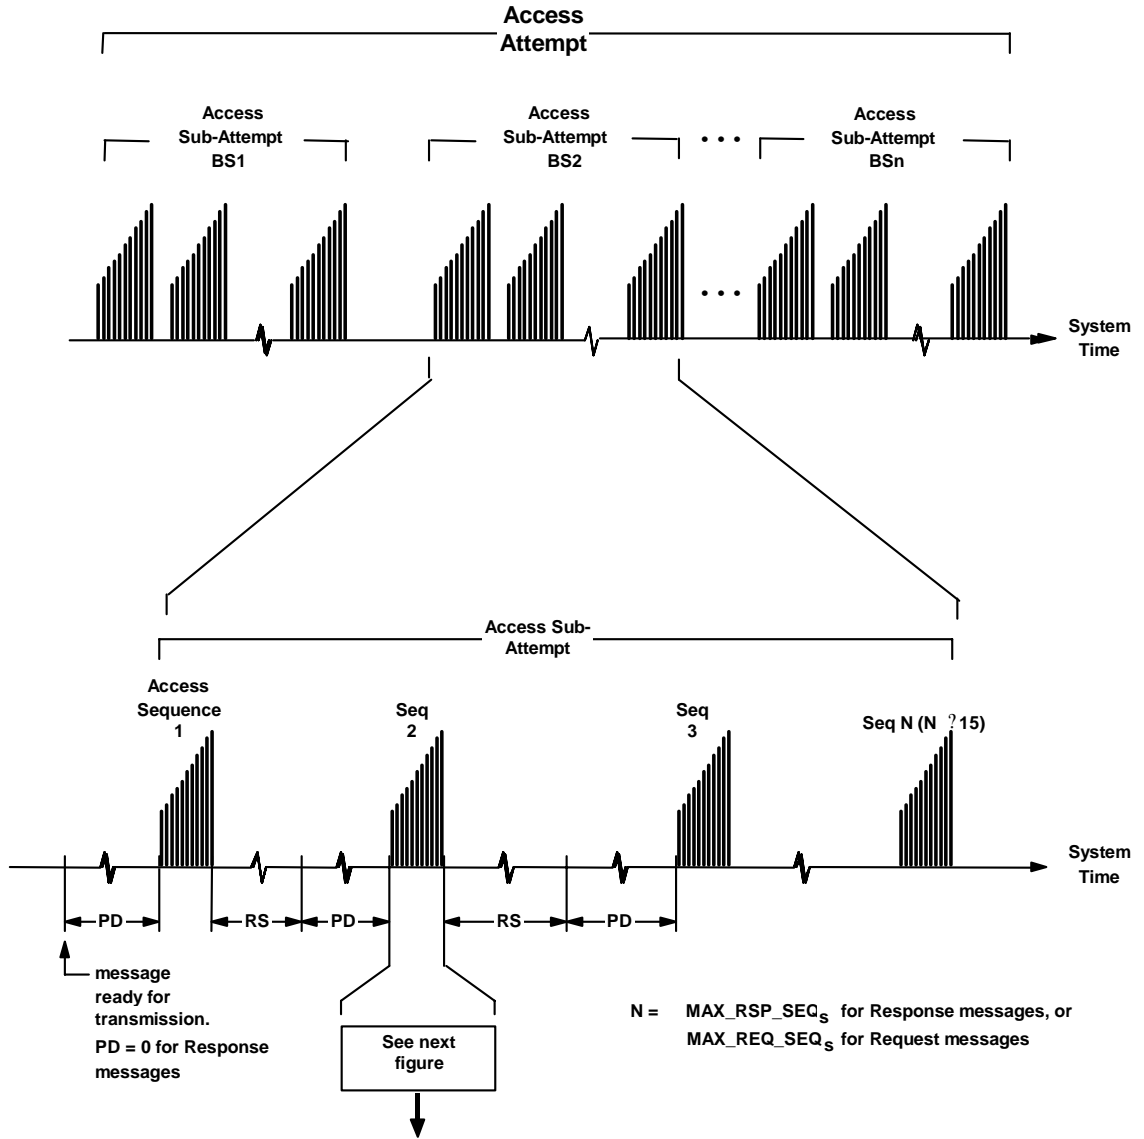 Access
Attempt
Access
Sub-Attempt
BS1
Access
Sub-Attempt
BS2
• • •
Access
Sub-Attempt
BSn
• • •
System
Time
Access Sub-
Attempt
Access
Sequence
1
Seq
2
Seq
3
Seq N (N ? 15)
System
Time
PD
RS
PD
RS
PD
message
ready for
transmission.
PD = 0 for Response
messages
See next
figure
N = MAX_RSP_SEQs for Response messages, or
MAX_REQ_SEQs for Request messages